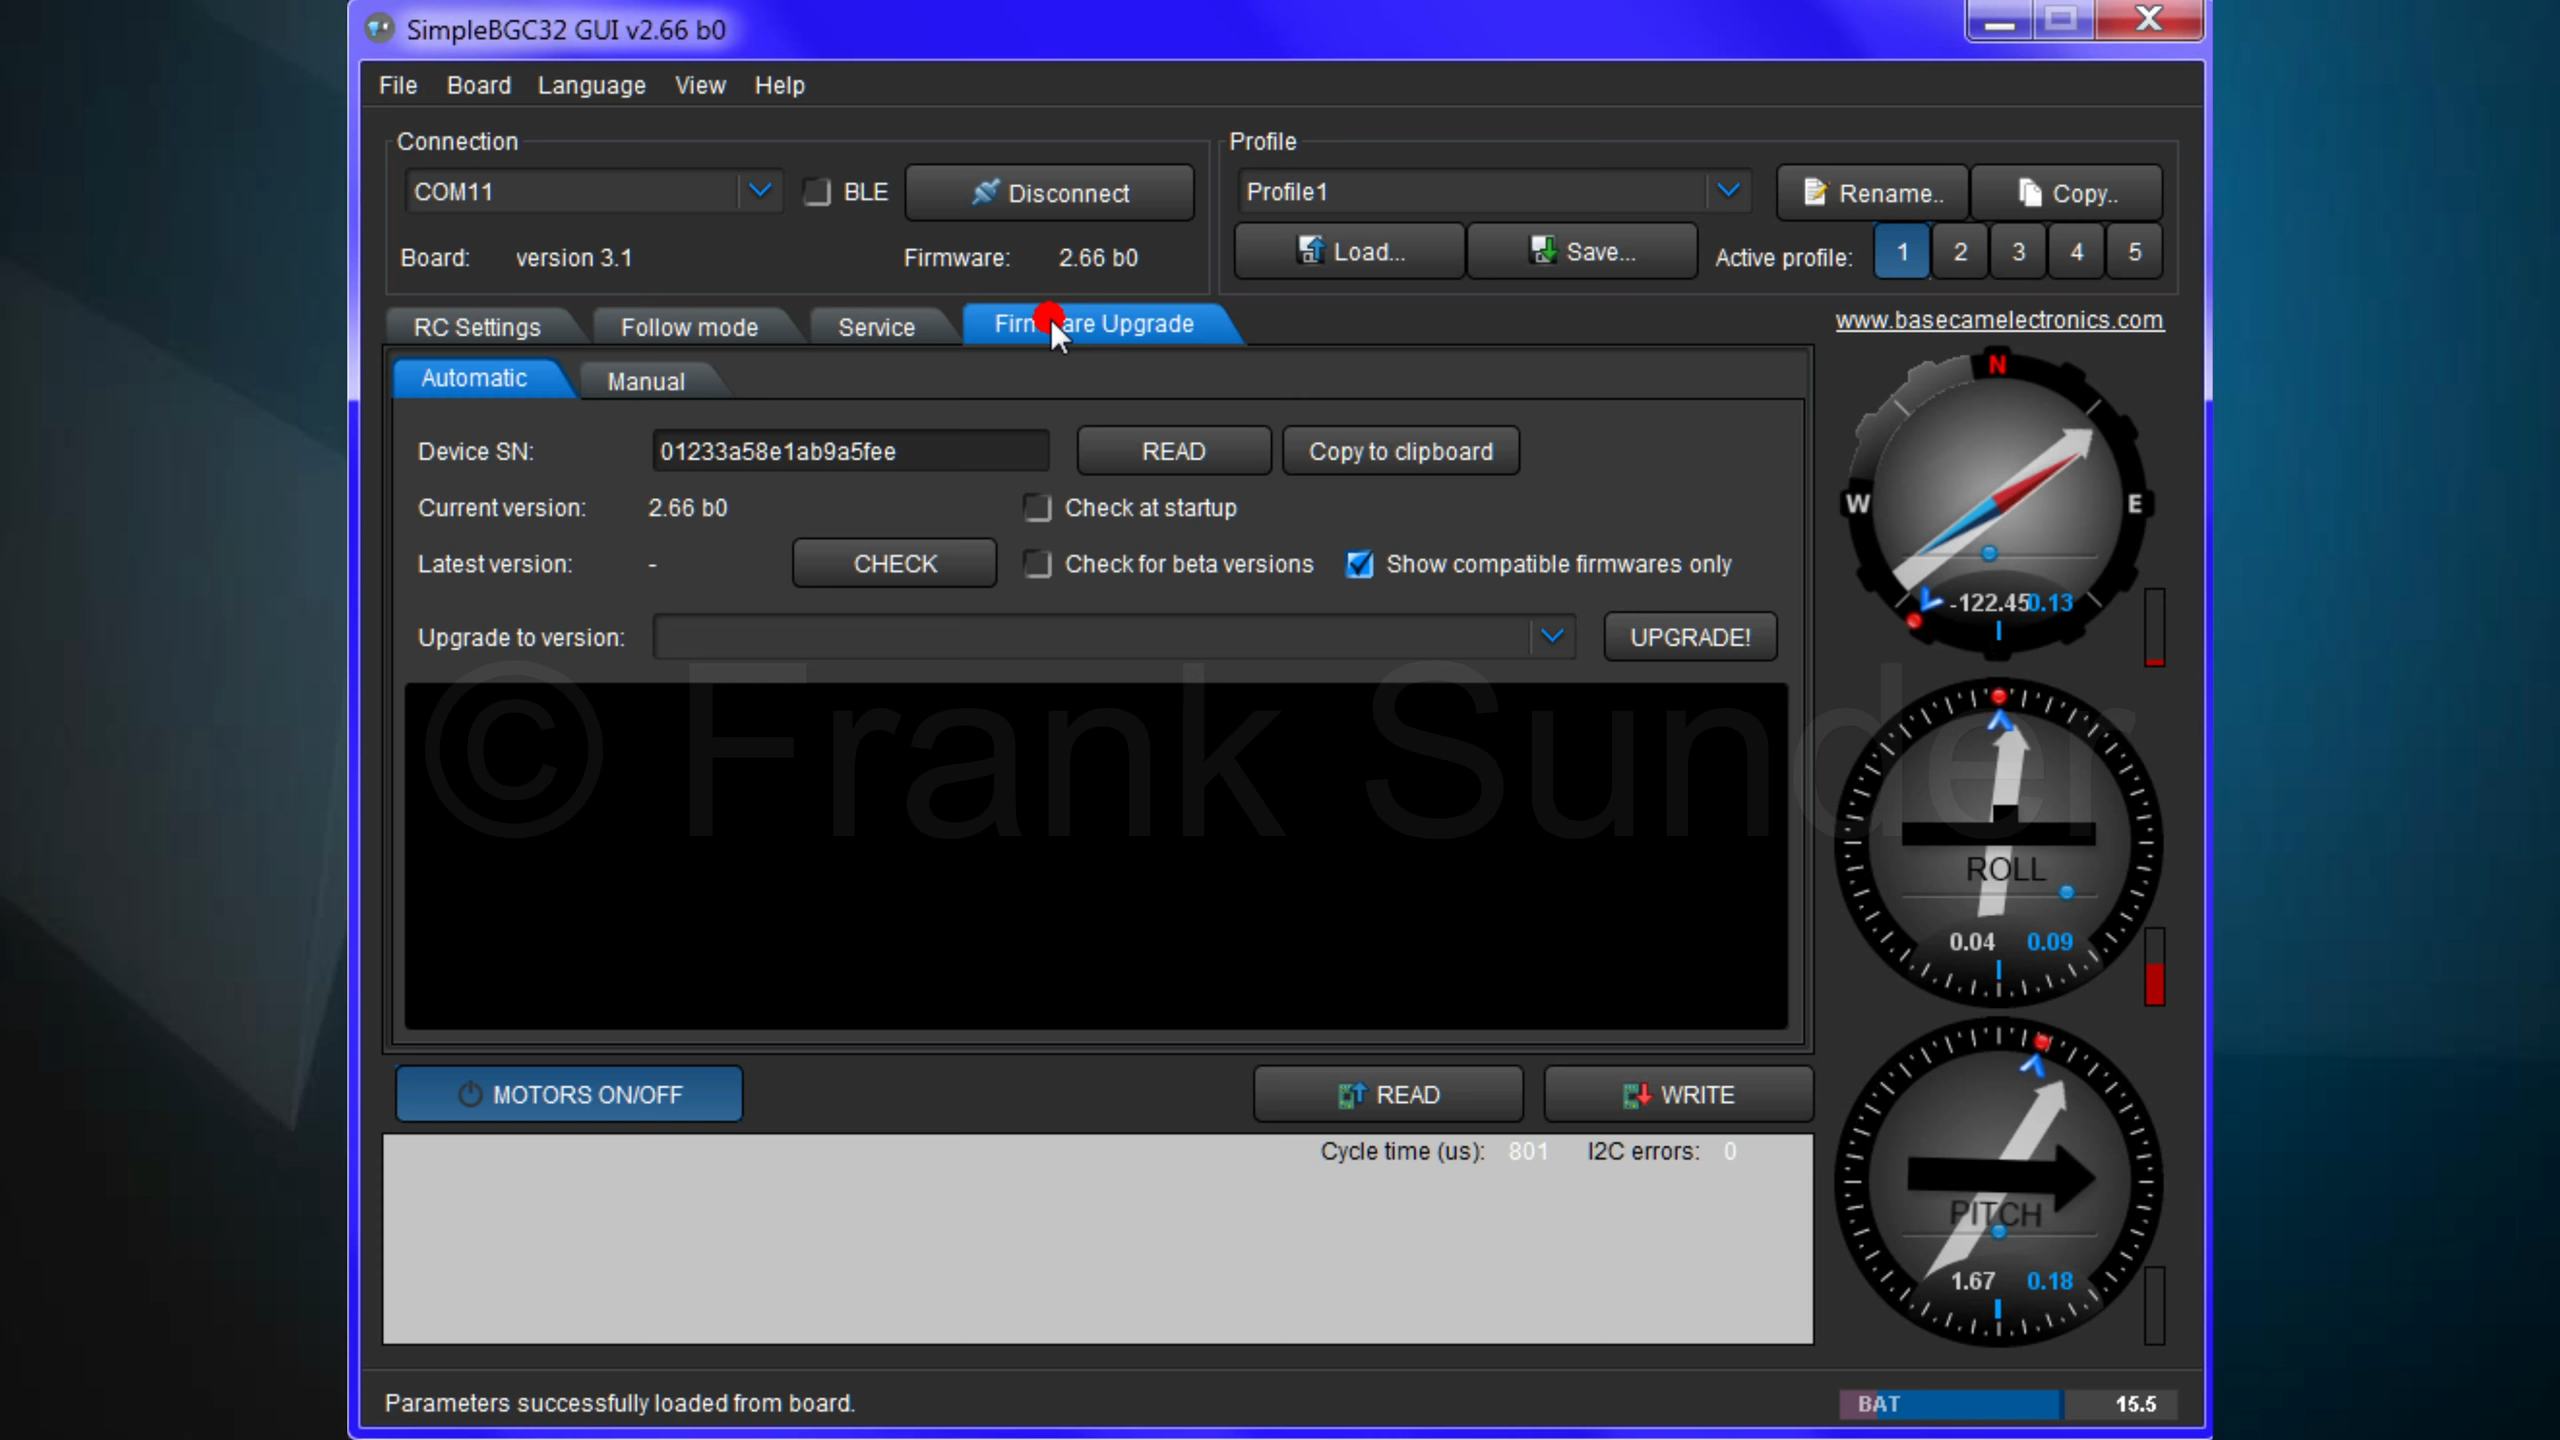 SimpleBGC32 GUI v2.66 b0
File Board Language View Help
Connection
COM11 BLE Disconnect
Board: version 3.1 Firmware: 2.66 b0
Profile
Profile1 Rename.. Copy..
Load... Save... Active profile: 1 2 3 4 5
RC Settings Follow mode Service Firmware Upgrade
www.basecamelectronics.com
Automatic Manual
Device SN: 01233a58e1ab9a5fee READ Copy to clipboard
Current version: 2.66 b0 Check at startup
Latest version: - CHECK Check for beta versions Show compatible firmwares only
Upgrade to version: UPGRADE!
© Frank Sunder
N
W E
-122.45 0.13
ROLL
0.04 0.09
PITCH
1.67 0.18
MOTORS ON/OFF READ WRITE
Cycle time (us): 801 I2C errors: 0
Parameters successfully loaded from board.
BAT 15.5